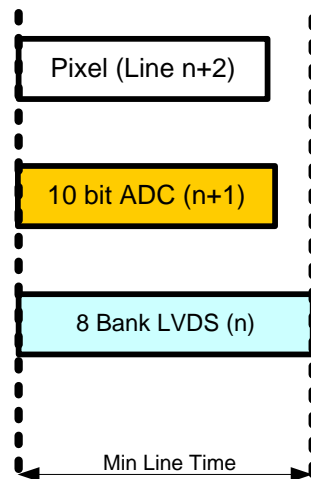 Pixel (Line n+2)
10 bit ADC (n+1)
8 Bank LVDS (n)
Min Line Time